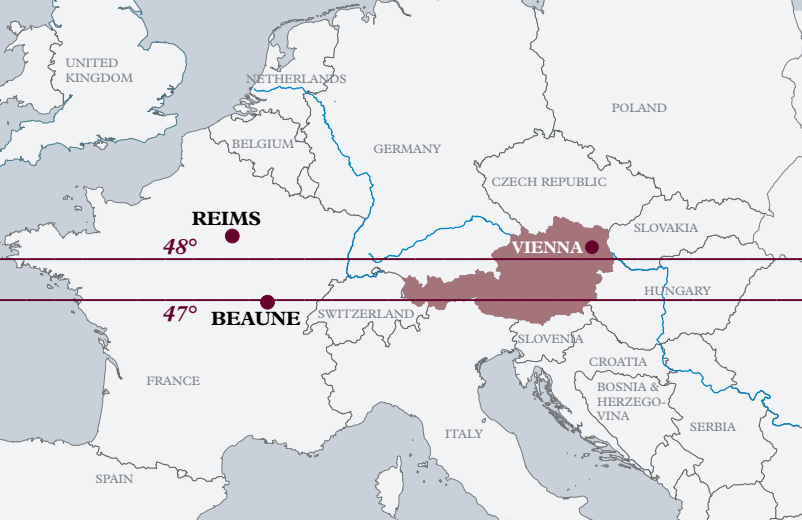 UNITED
KINGDOM
NETHERLANDS
POLAND
BELGIUM
GERMANY
CZECH REPUBLIC
REIMS
SLOVAKIA
48°
VIENNA
HUNGARY
47°
BEAUNE
SWITZERLAND
SLOVENIA
CROATIA
FRANCE
BOSNIA &
HERZEGO-
VINA
SERBIA
ITALY
SPAIN